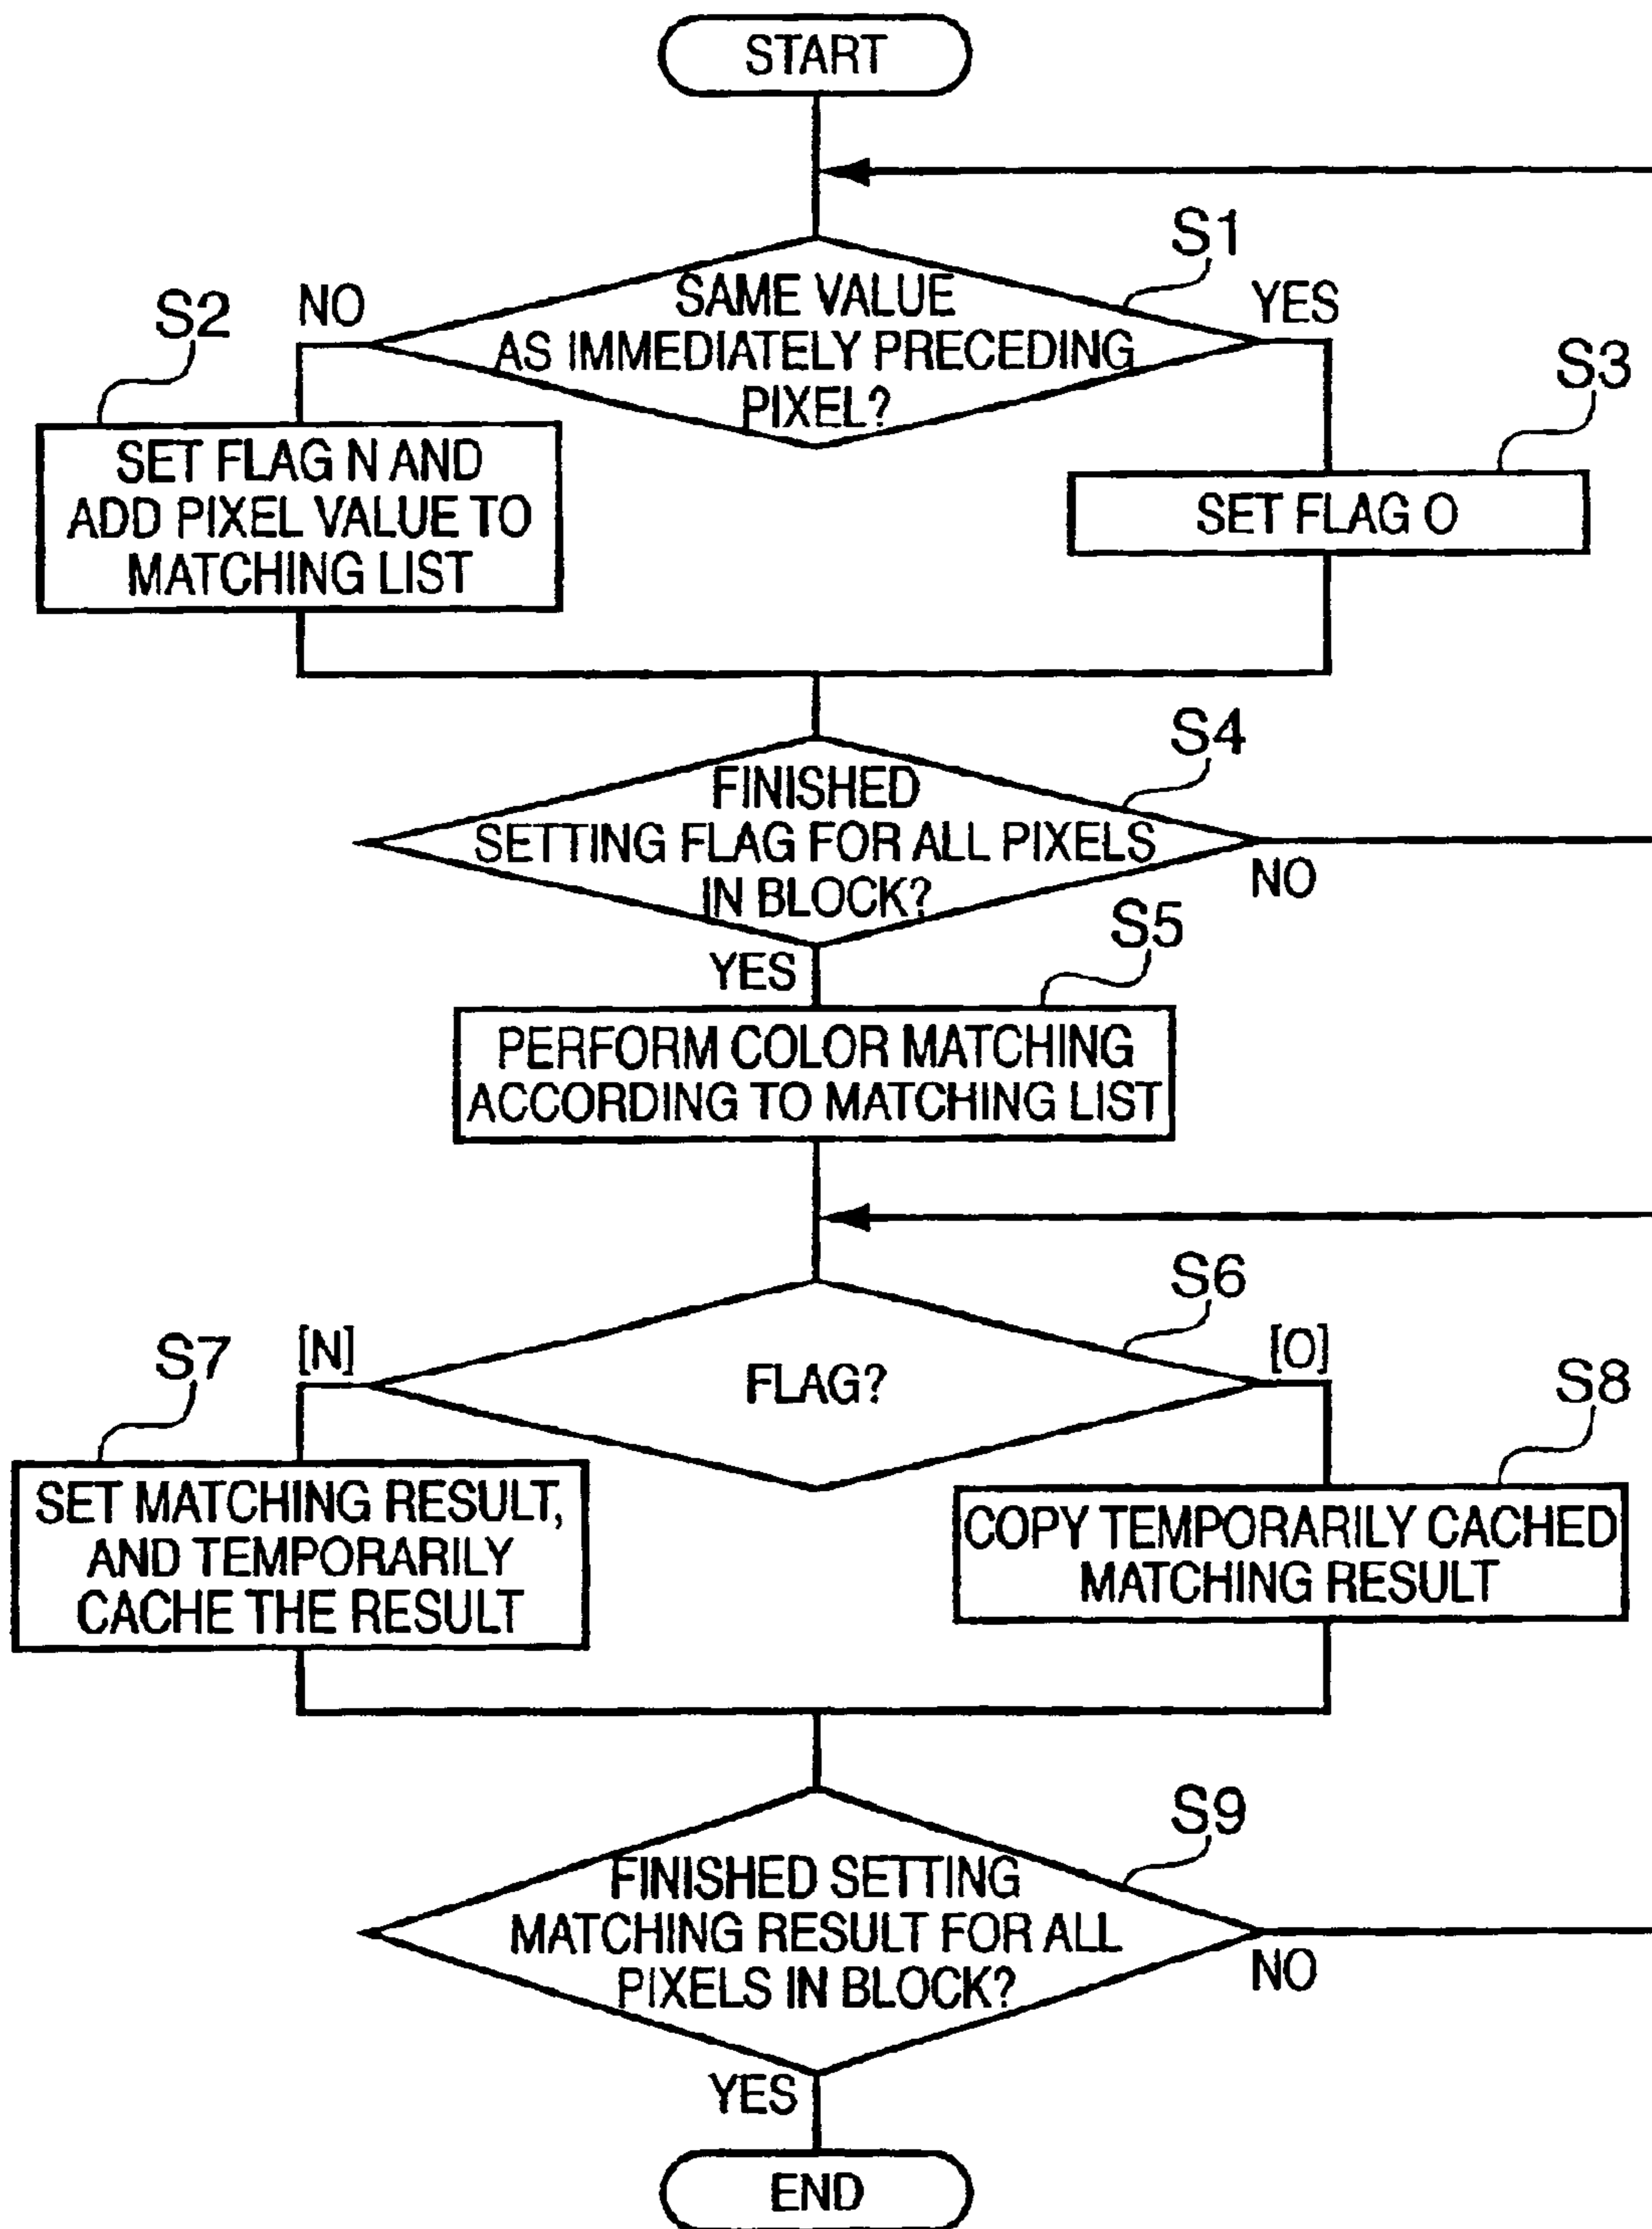 START
S1
SAME VALUE
AS IMMEDIATELY PRECEDING
PIXEL?
NO
YES
S2
SET FLAG N AND
ADD PIXEL VALUE TO
MATCHING LIST
S3
SET FLAG O
S4
FINISHED
SETTING FLAG FOR ALL PIXELS
IN BLOCK?
NO
YES
S5
PERFORM COLOR MATCHING
ACCORDING TO MATCHING LIST
S6
FLAG?
[N]
[O]
S7
SET MATCHING RESULT,
AND TEMPORARILY
CACHE THE RESULT
S8
COPY TEMPORARILY CACHED
MATCHING RESULT
S9
FINISHED SETTING
MATCHING RESULT FOR ALL
PIXELS IN BLOCK?
NO
YES
END